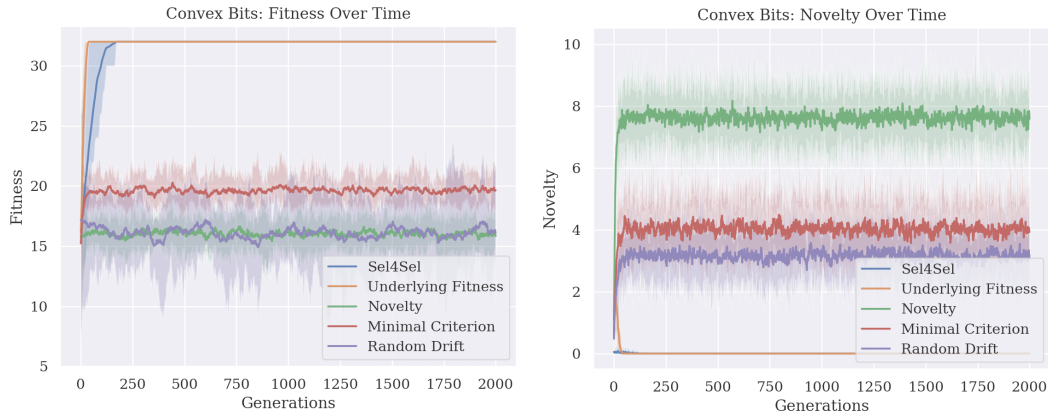 Convex Bits: Fitness Over Time
Fitness
30
25
20
15
10
5
0
250
500
750
1000
1250
1500
1750
2000
Generations
Sel4Sel
Underlying Fitness
Novelty
Minimal Criterion
Random Drift
Convex Bits: Novelty Over Time
Novelty
10
8
6
4
2
0
0
250
500
750
1000
1250
1500
1750
2000
Generations
Sel4Sel
Underlying Fitness
Novelty
Minimal Criterion
Random Drift